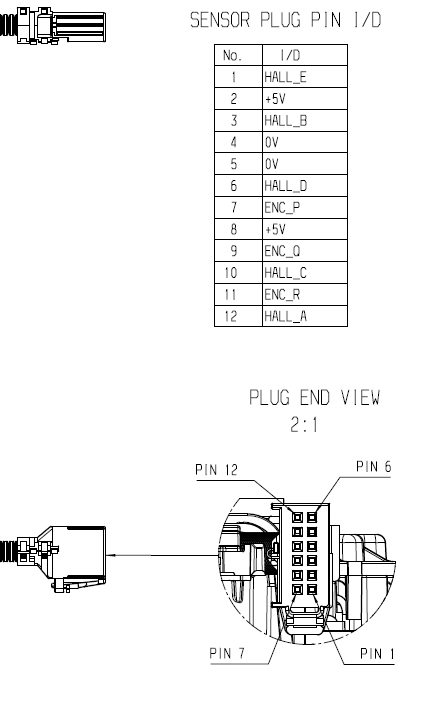 SENSOR PLUG PIN I/D
No. I/D
1 HALL_E
2 +5V
3 HALL_B
4 0V
5 0V
6 HALL_D
7 ENC_P
8 +5V
9 ENC_Q
10 HALL_C
11 ENC_R
12 HALL_A
PLUG END VIEW
2:1
PIN 12 PIN 6
PIN 7 PIN 1